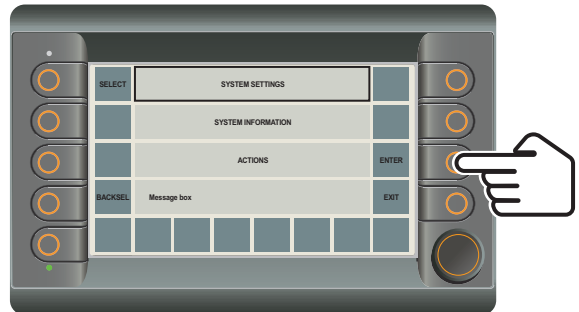 SELECT
SYSTEM SETTINGS
SYSTEM INFORMATION
ACTIONS
ENTER
BACKSEL
Message box
EXIT